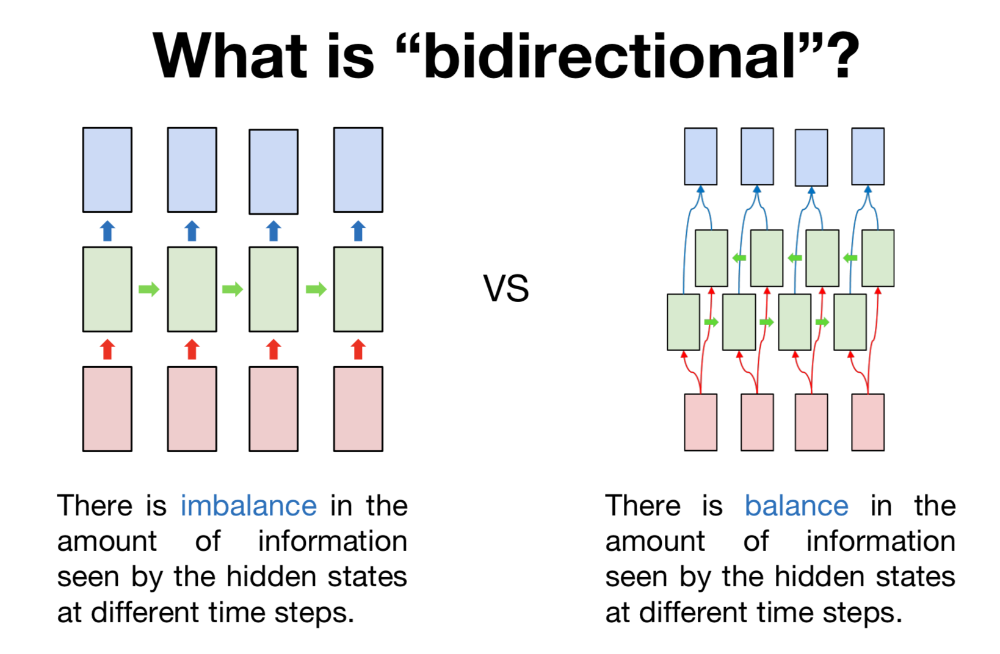 What is “bidirectional”?
VS
There is imbalance in the
amount of information
seen by the hidden states
at different time steps.
There is balance in the
amount of information
seen by the hidden states
at different time steps.